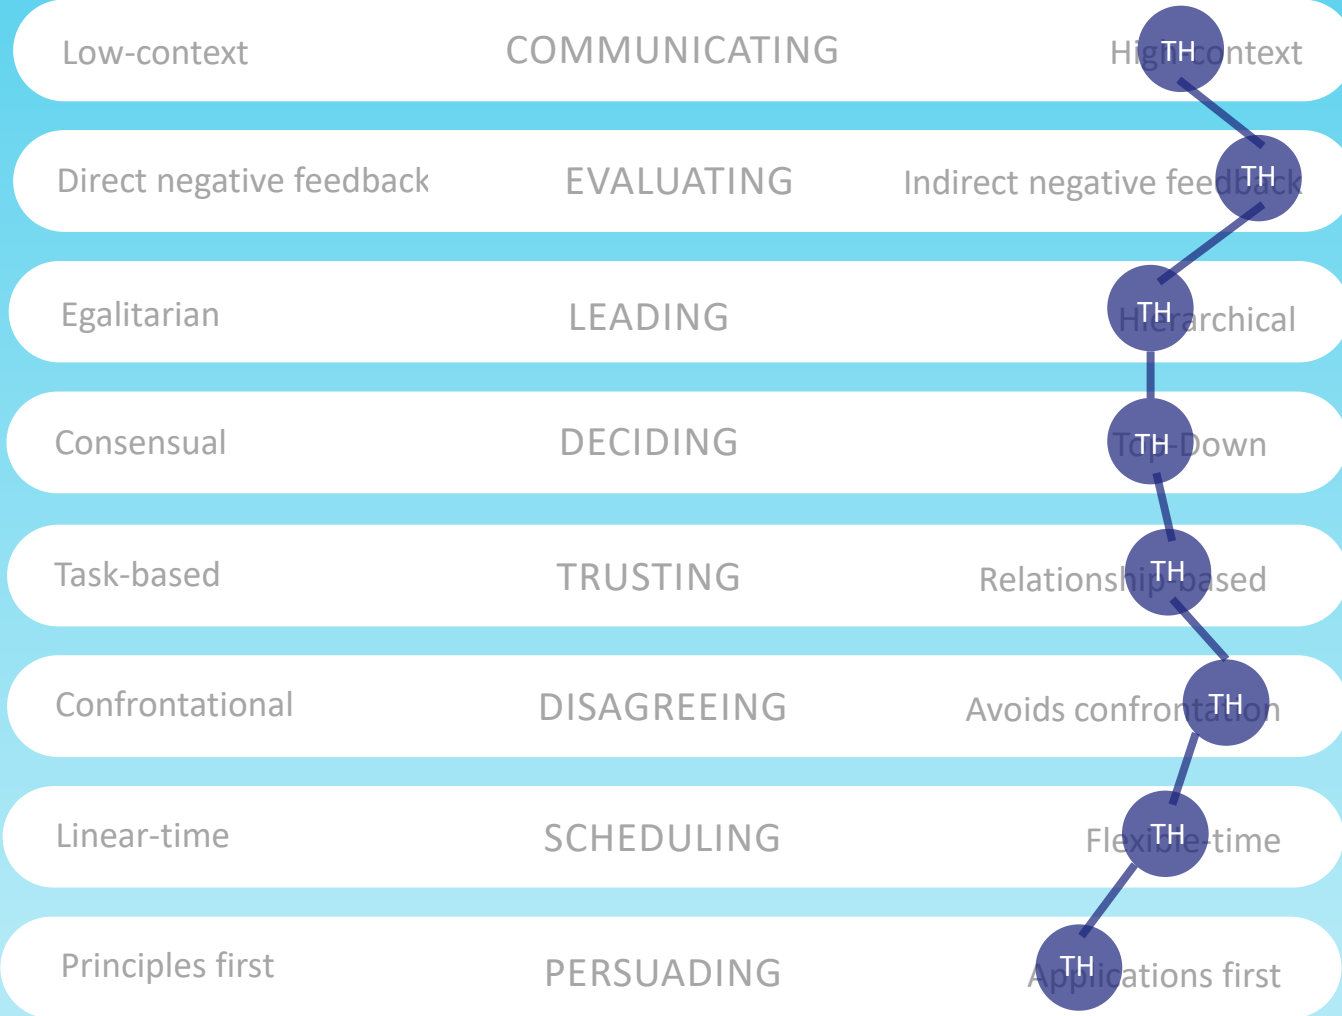 Low-context COMMUNICATING High-context
TH
Direct negative feedback EVALUATING Indirect negative feedback
TH
Egalitarian LEADING Hierarchical
TH
Consensual DECIDING Top-Down
TH
Task-based TRUSTING Relationship-based
TH
Confrontational DISAGREEING Avoids confrontation
TH
Linear-time SCHEDULING Flexible-time
TH
Principles first PERSUADING Applications first
TH